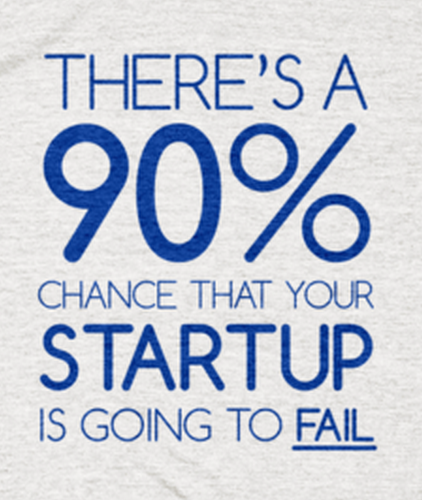 THERE'S A
90%
CHANCE THAT YOUR
STARTUP
IS GOING TO FAIL